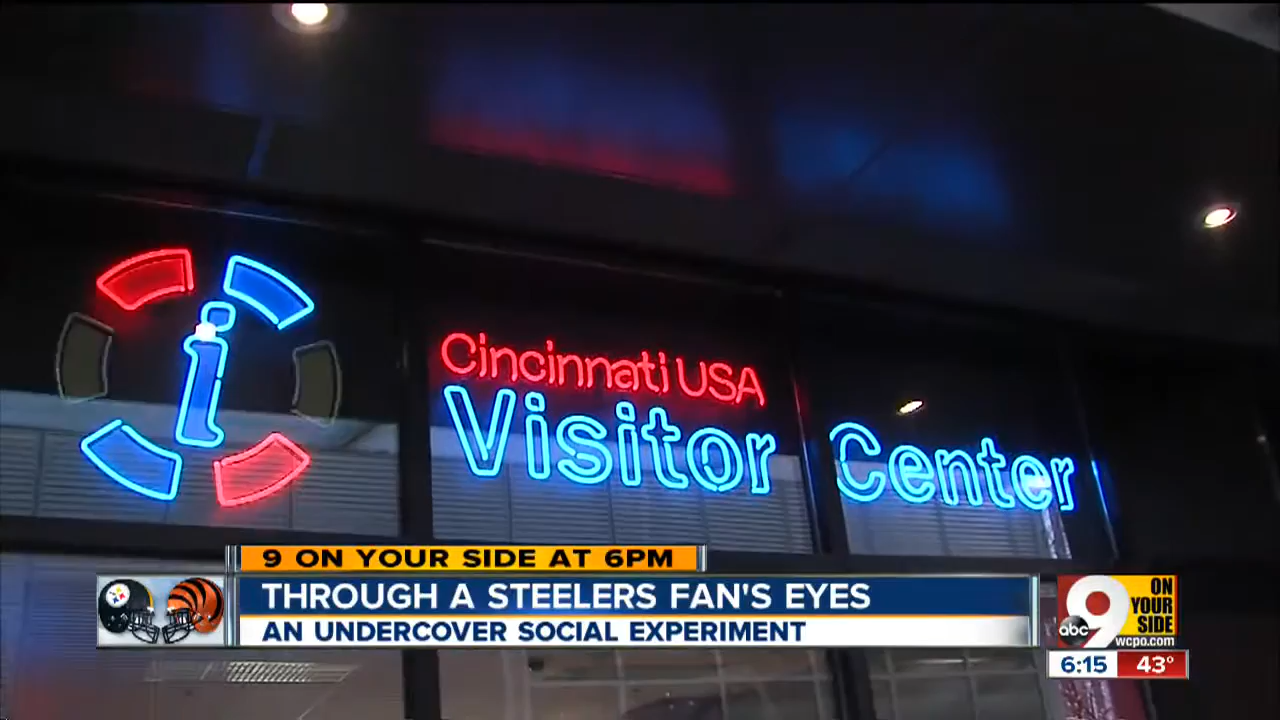 i
Cincinnati USA
Visitor Center
9 ON YOUR SIDE AT 6PM
THROUGH A STEELERS FAN'S EYES
AN UNDERCOVER SOCIAL EXPERIMENT
abc 9 ON
YOUR
SIDE
wcpo.com
6:15 43°